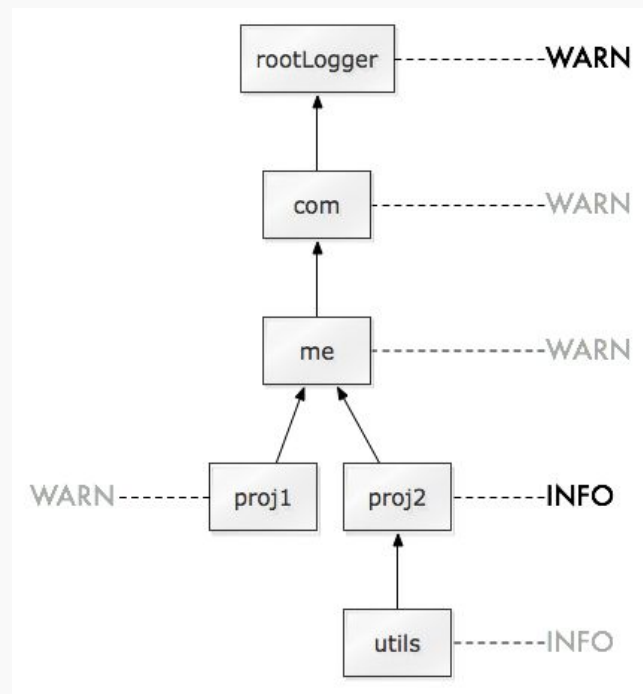 rootLogger WARN
com WARN
me WARN
WARN proj1 proj2 INFO
utils INFO